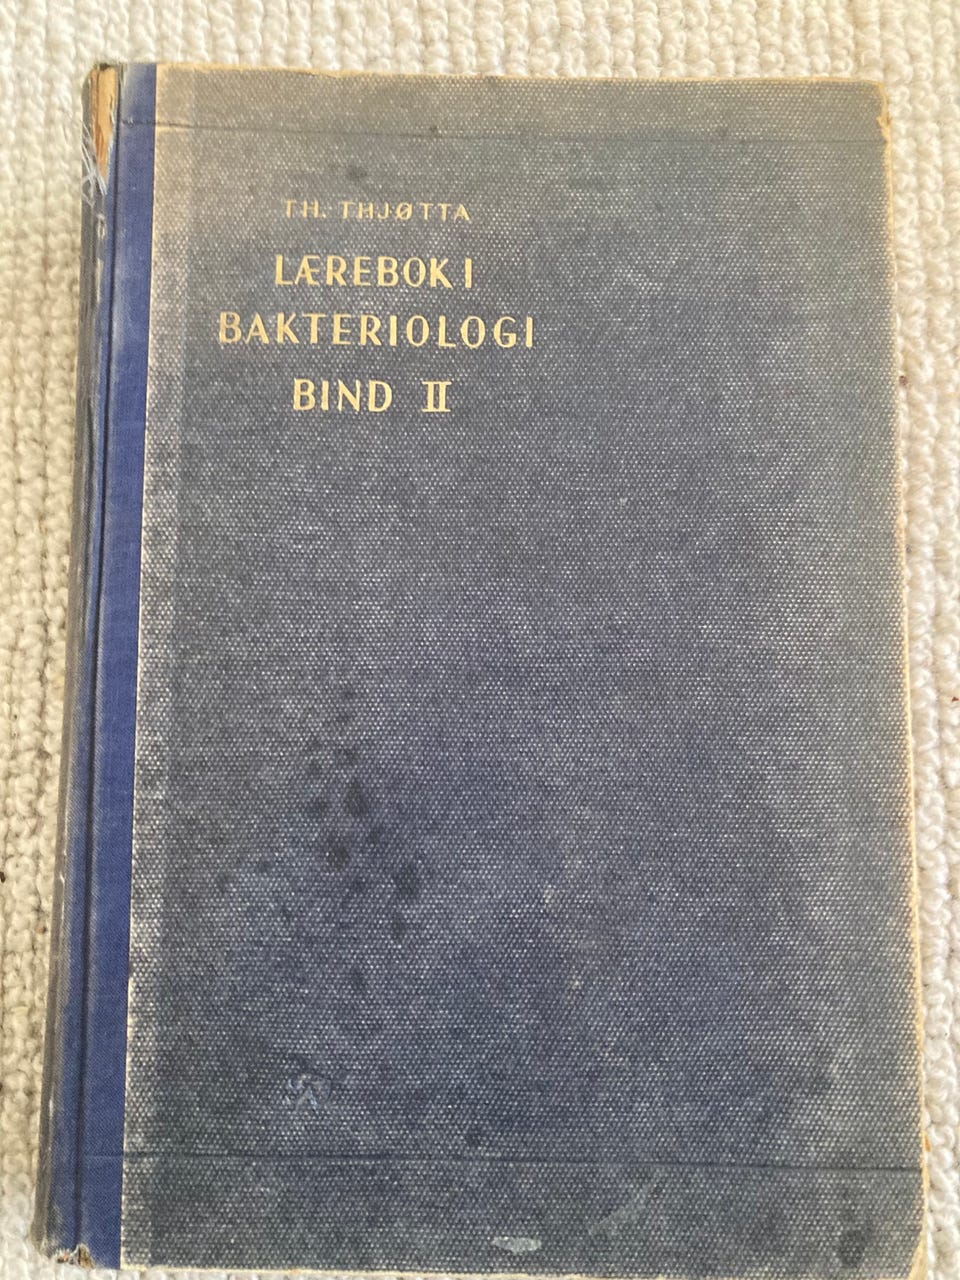 TH. THJØTTA
LÆREBOK I
BAKTERIOLOGI
BIND II